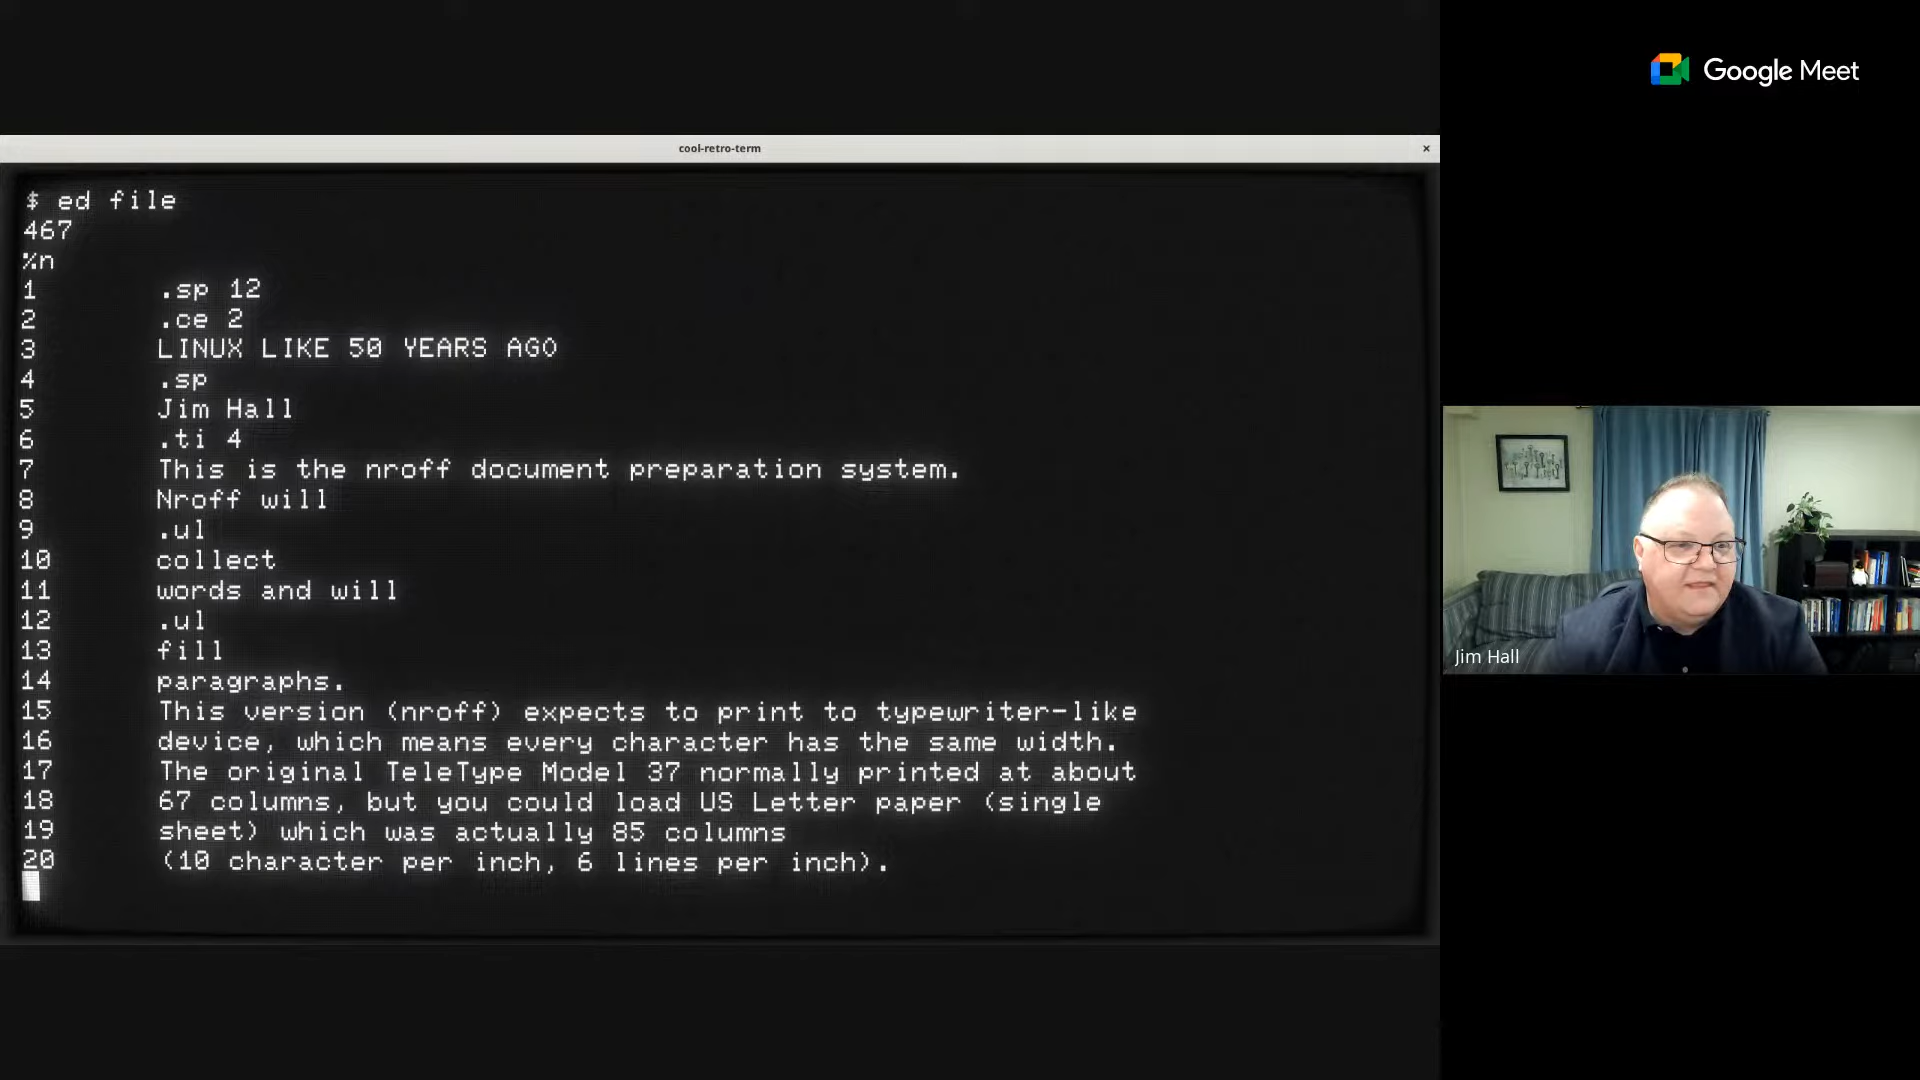 Google Meet
cool-retro-term ×
$ ed file
467
%n
1 .sp 12
2 .ce 2
3 LINUX LIKE 50 YEARS AGO
4 .sp
5 Jim Hall
6 .ti 4
7 This is the nroff document preparation system.
8 Nroff will
9 .ul
10 collect
11 words and will
12 .ul
13 fill
14 paragraphs.
15 This version (nroff) expects to print to typewriter-like
16 device, which means every character has the same width.
17 The original TeleType Model 37 normally printed at about
18 67 columns, but you could load US Letter paper (single
19 sheet) which was actually 85 columns
20 (10 character per inch, 6 lines per inch).
Jim Hall